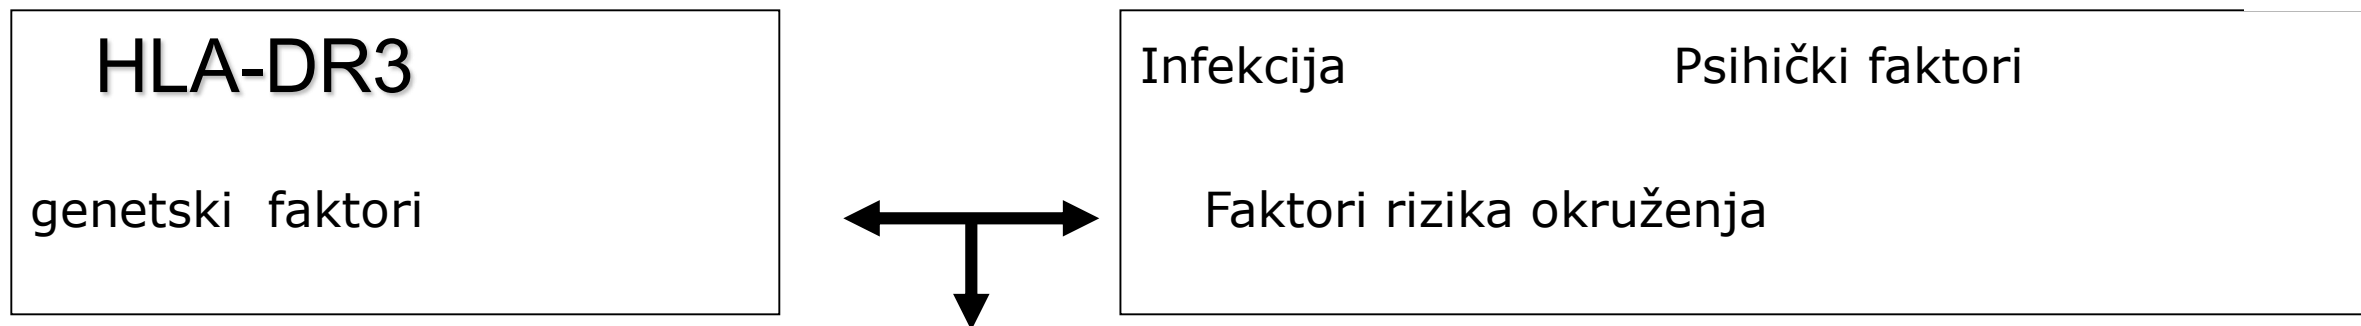 HLA-DR3
genetski faktori
Infekcija Psihički faktori
Faktori rizika okruženja